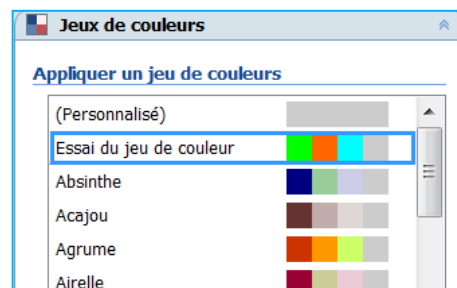 Jeux de couleurs
Appliquer un jeu de couleurs
(Personnalisé)
Essai du jeu de couleur
Absinthe
Acajou
Agrume
Airelle